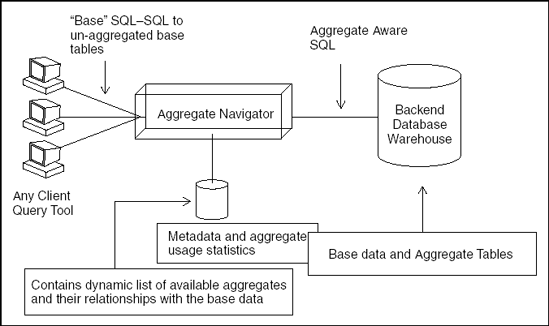 “Base” SQL–SQL to
un-aggregated base
tables
Aggregate Aware
SQL
Aggregate Navigator
Backend
Database
Warehouse
Any Client
Query Tool
Metadata and aggregate
usage statistics
Base data and Aggregate Tables
Contains dynamic list of available aggregates
and their relationships with the base data